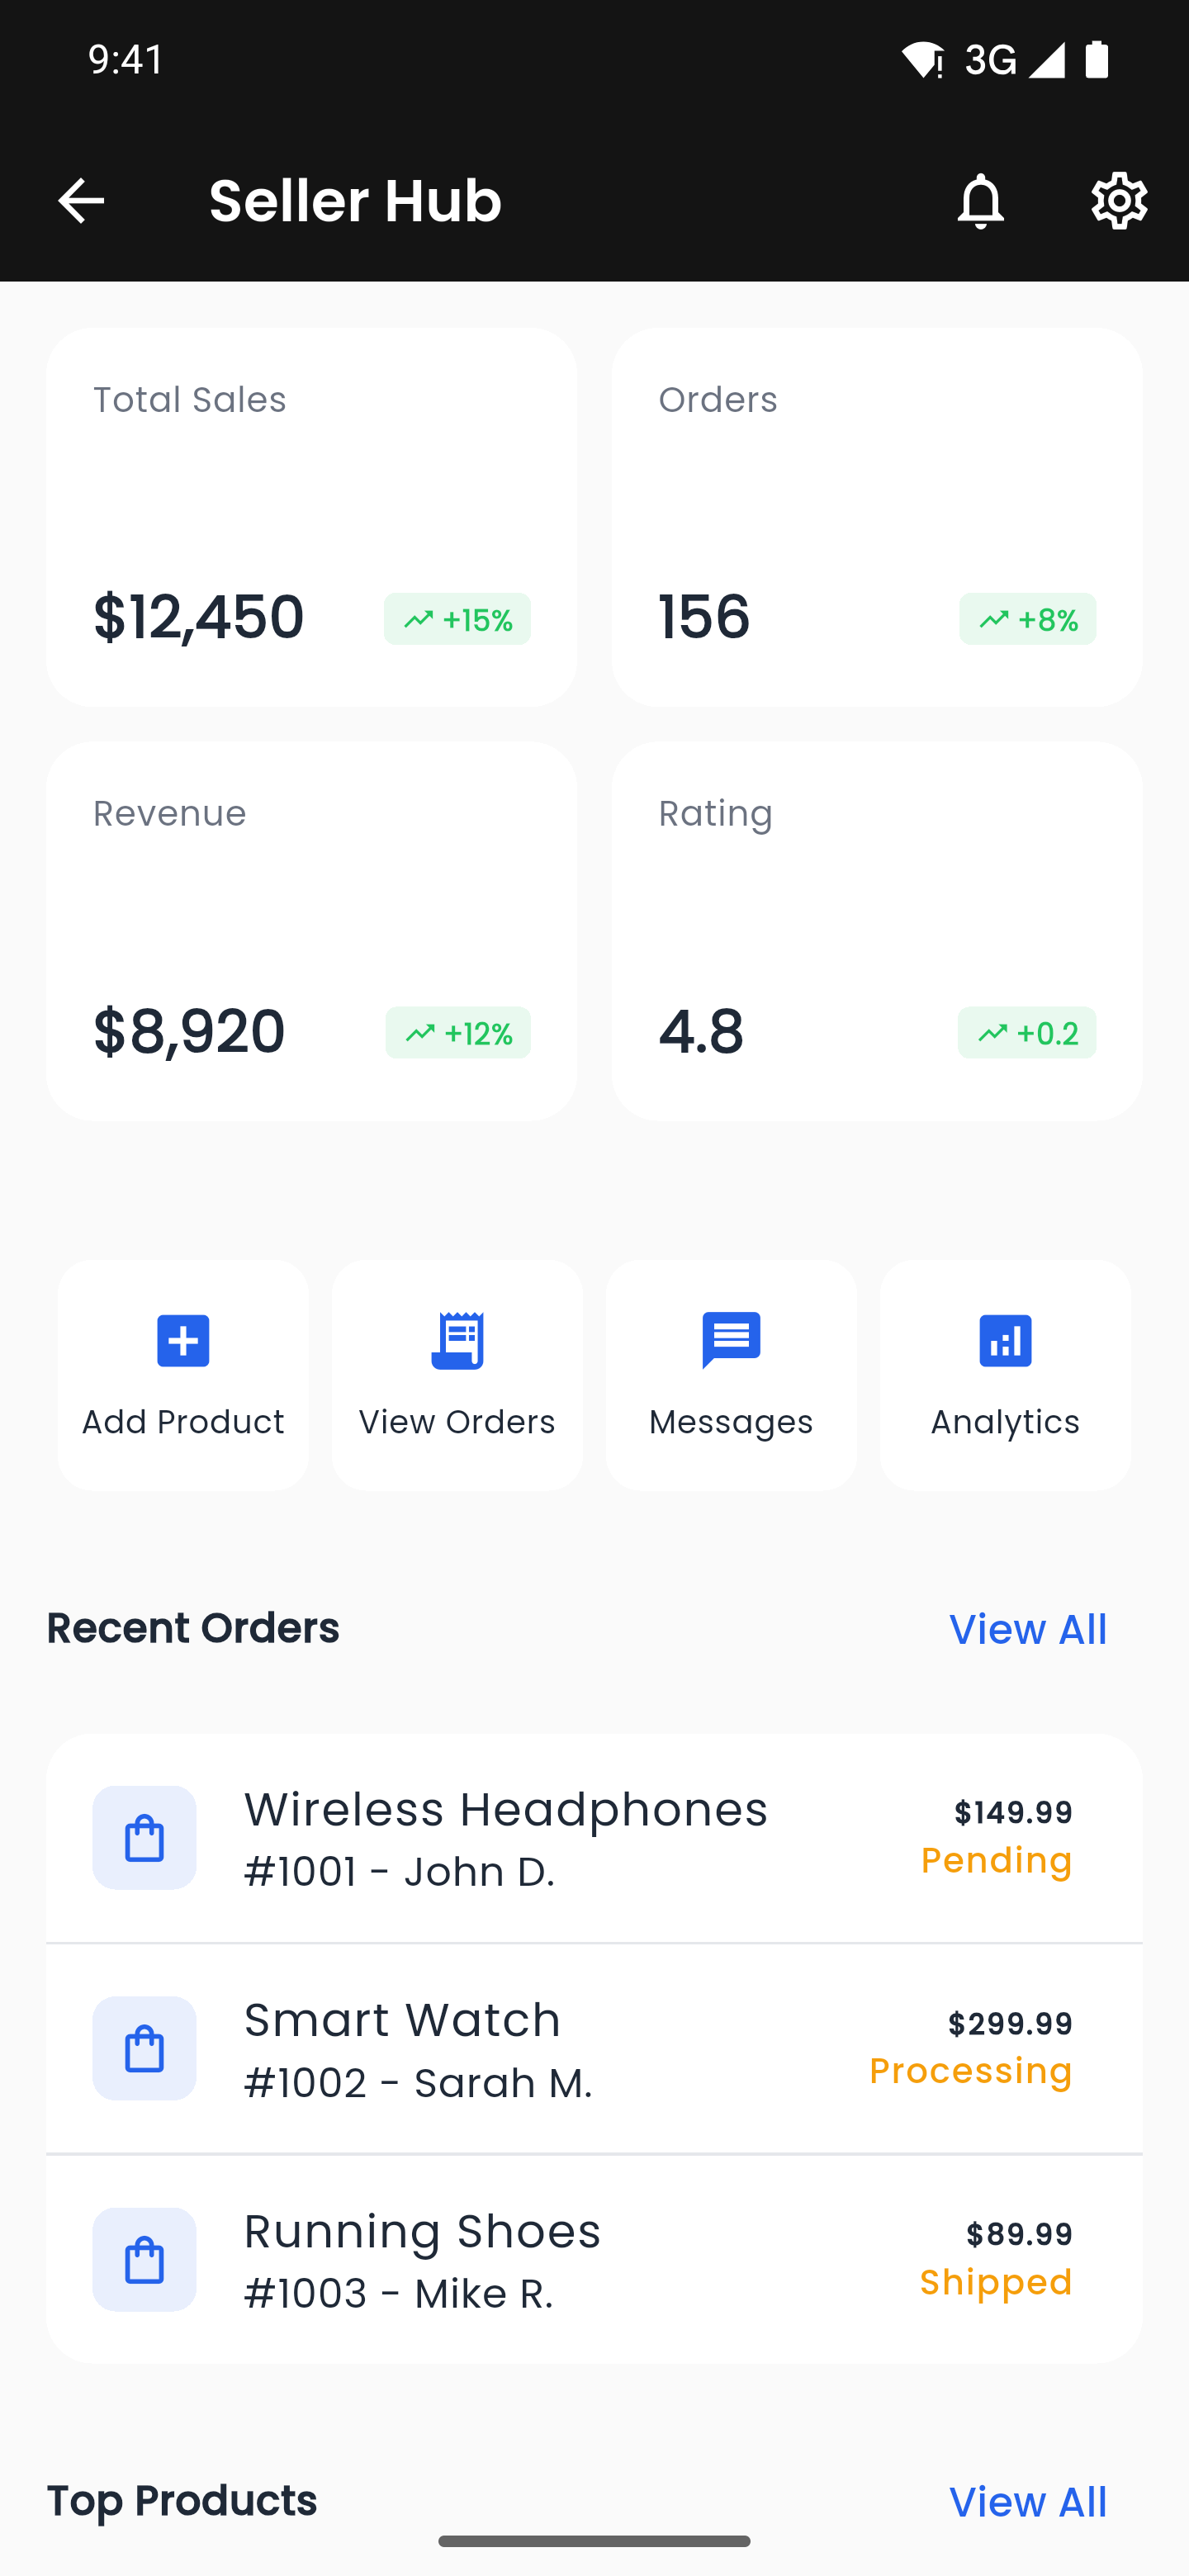 9:41
3G
Seller Hub
Total Sales
$12,450
+15%
Orders
156
+8%
Revenue
$8,920
+12%
Rating
4.8
+0.2
Add Product
View Orders
Messages
Analytics
Recent Orders
View All
Wireless Headphones
#1001 - John D.
$149.99
Pending
Smart Watch
#1002 - Sarah M.
$299.99
Processing
Running Shoes
#1003 - Mike R.
$89.99
Shipped
Top Products
View All